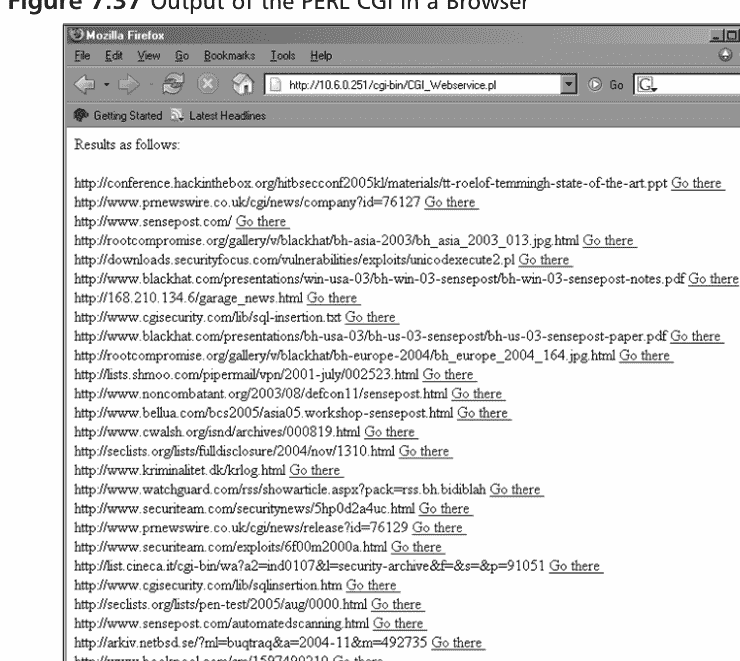 Figure 7.37 Output of the PERL CGI in a Browser
Mozilla Firefox
File Edit View Go Bookmarks Tools Help
http://10.6.0.251/cgi-bin/CGI_Webservice.pl Go G
Getting Started Latest Headlines
Results as follows:
http://conference.hackinthebox.org/hitbsecconf2005kl/materials/tt-roelof-temmingh-state-of-the-art.ppt Go there
http://www.prnewswire.co.uk/cgi/news/company?id=76127 Go there
http://www.sensepost.com/ Go there
http://rootcompromise.org/gallery/v/blackhat/bh-asia-2003/bh_asia_2003_013.jpg.html Go there
http://downloads.securityfocus.com/vulnerabilities/exploits/unicodexecute2.pl Go there
http://www.blackhat.com/presentations/win-usa-03/bh-win-03-sensepost/bh-win-03-sensepost-notes.pdf Go there
http://168.210.134.6/garage_news.html Go there
http://www.cgisecurity.com/lib/sql-insertion.txt Go there
http://www.blackhat.com/presentations/bh-usa-03/bh-us-03-sensepost/bh-us-03-sensepost-paper.pdf Go there
http://rootcompromise.org/gallery/v/blackhat/bh-europe-2004/bh_europe_2004_164.jpg.html Go there
http://lists.shmoo.com/pipermail/vpn/2001-july/002523.html Go there
http://www.noncombatant.org/2003/08/defcon11/sensepost.html Go there
http://www.bellua.com/bcs2005/asia05.workshop-sensepost.html Go there
http://www.cwalsh.org/isnd/archives/000819.html Go there
http://seclists.org/lists/fulldisclosure/2004/nov/1310.html Go there
http://www.kriminalitet.dk/krlog.html Go there
http://www.watchguard.com/rss/showarticle.aspx?pack=rss.bh.bidiblah Go there
http://www.securiteam.com/securitynews/5hp0d2a4uc.html Go there
http://www.prnewswire.co.uk/cgi/news/release?id=76129 Go there
http://www.securiteam.com/exploits/6f00m2000a.html Go there
http://list.cineca.it/cgi-bin/wa?a2=ind0107&l=security-archive&f=&s=&p=91051 Go there
http://www.cgisecurity.com/lib/sqlinsertion.htm Go there
http://seclists.org/lists/pen-test/2005/aug/0000.html Go there
http://www.sensepost.com/automatedscanning.html Go there
http://arkiv.netbsd.se/?ml=bugtraq&a=2004-11&m=492735 Go there